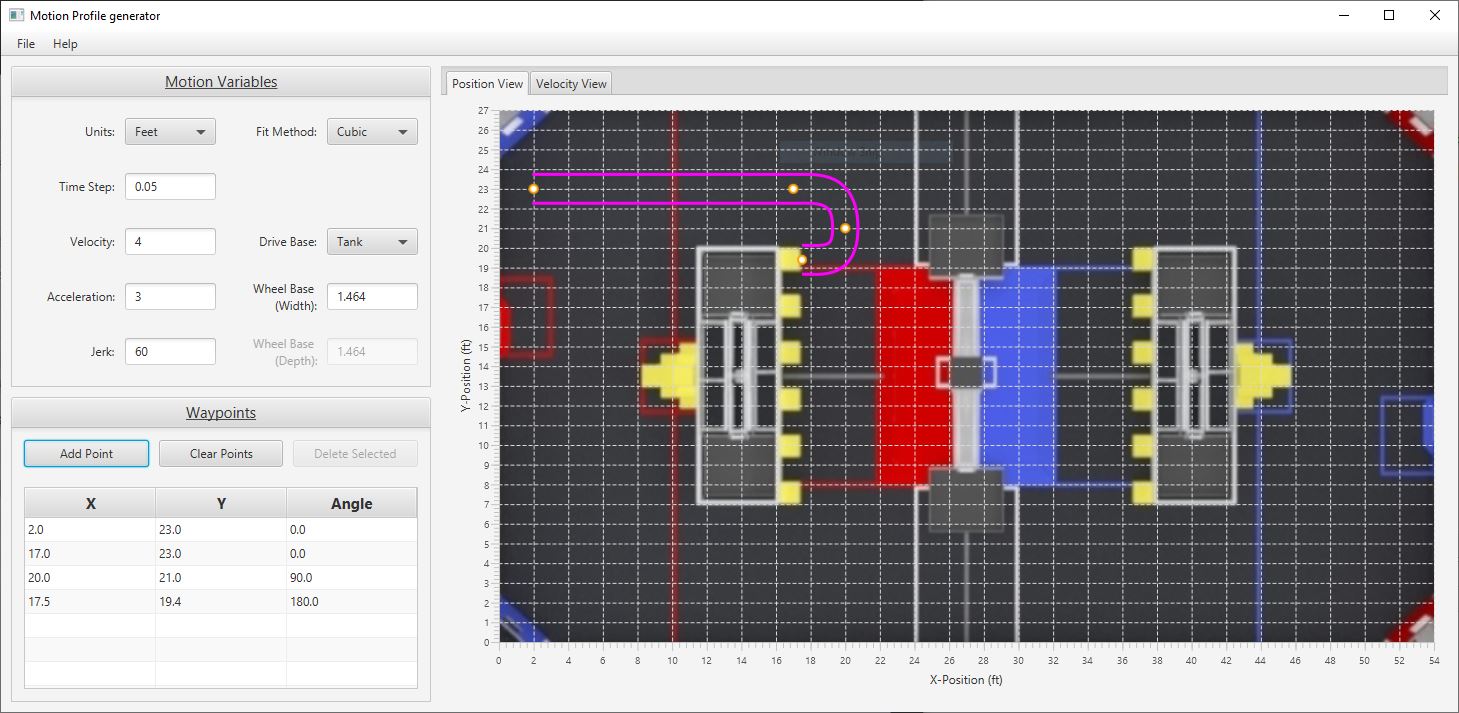 Motion Profile generator
File Help
Motion Variables
Units: Feet Fit Method: Cubic
Time Step: 0.05
Velocity: 4 Drive Base: Tank
Acceleration: 3 Wheel Base
(Width): 1.464
Jerk: 60 Wheel Base
(Depth): 1.464
Waypoints
Add Point Clear Points Delete Selected
X Y Angle
2.0 23.0 0.0
17.0 23.0 0.0
20.0 21.0 90.0
17.5 19.4 180.0
Position View Velocity View
Y-Position (ft)
27
26
25
24
23
22
21
20
19
18
17
16
15
14
13
12
11
10
9
8
7
6
5
4
3
2
1
0
0 2 4 6 8 10 12 14 16 18 20 22 24 26 28 30 32 34 36 38 40 42 44 46 48 50 52 54
X-Position (ft)